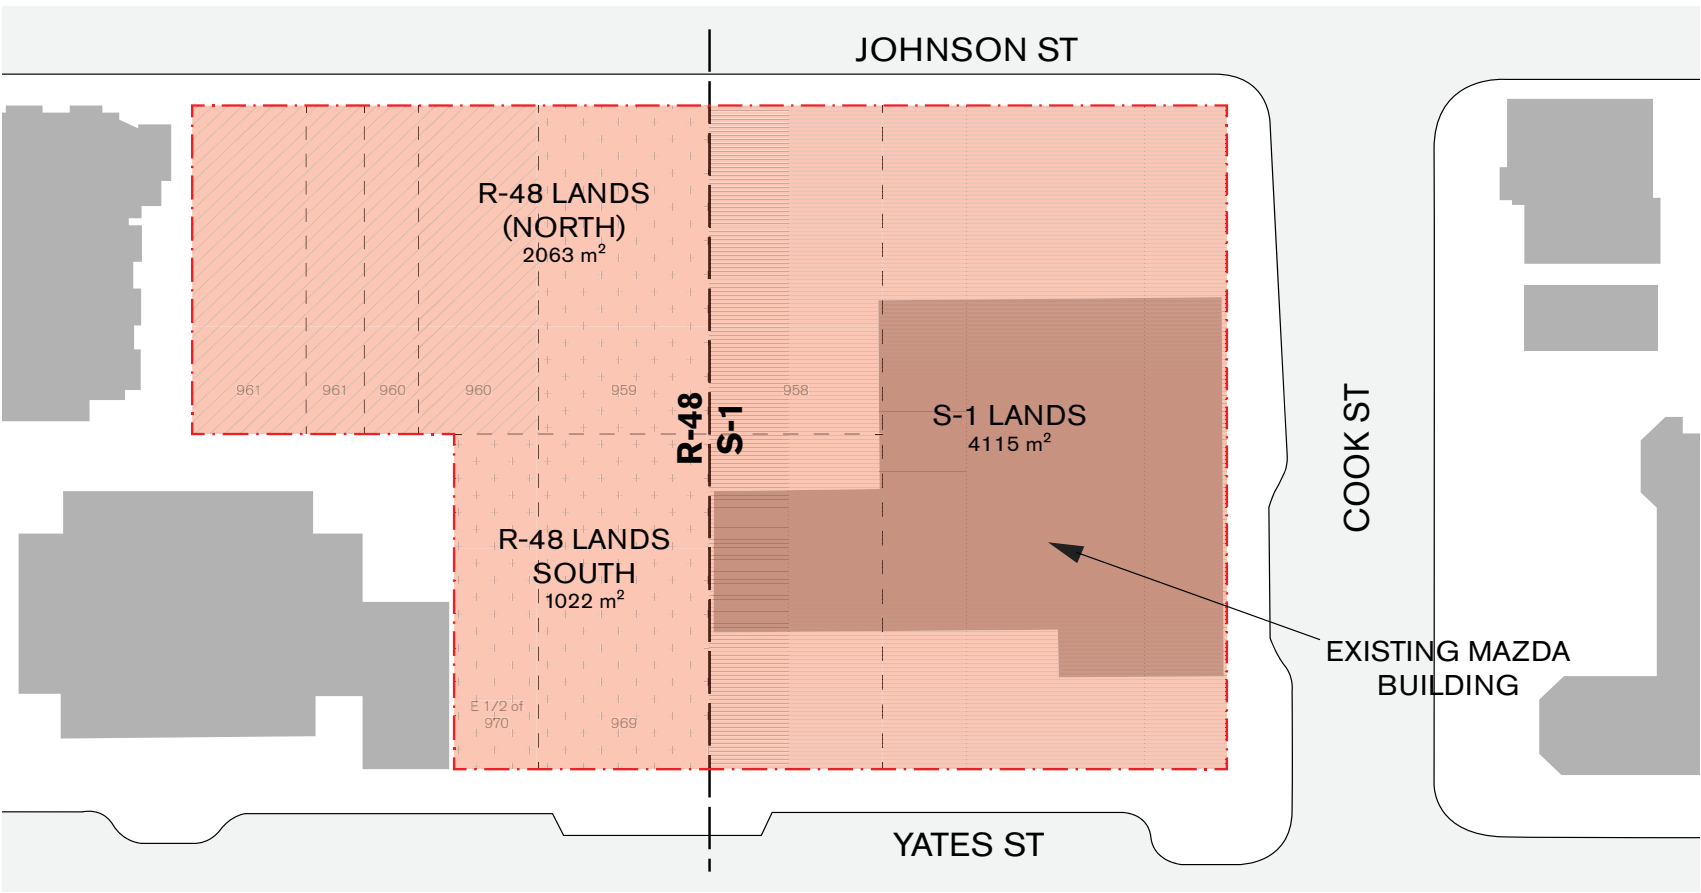 JOHNSON ST
R-48 LANDS
(NORTH)
2063 m²
961
961
960
960
959
958
R-48
S-1
S-1 LANDS
4115 m²
COOK ST
R-48 LANDS
SOUTH
1022 m²
EXISTING MAZDA
BUILDING
E 1/2 of
970
969
YATES ST